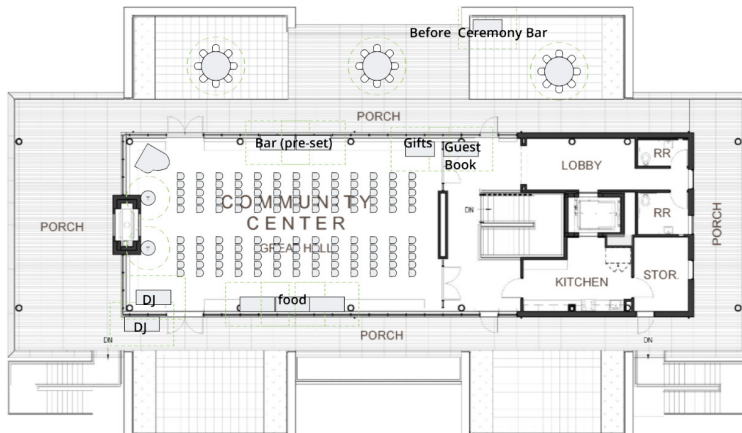 Before Ceremony Bar
PORCH
Bar (pre-set)
Gifts
Guest
Book
LOBBY
RR
COMMUNITY
CENTER
GREAT HALL
DN
RR
PORCH
PORCH
KITCHEN
STOR.
DJ
food
DJ
PORCH
DN
DN